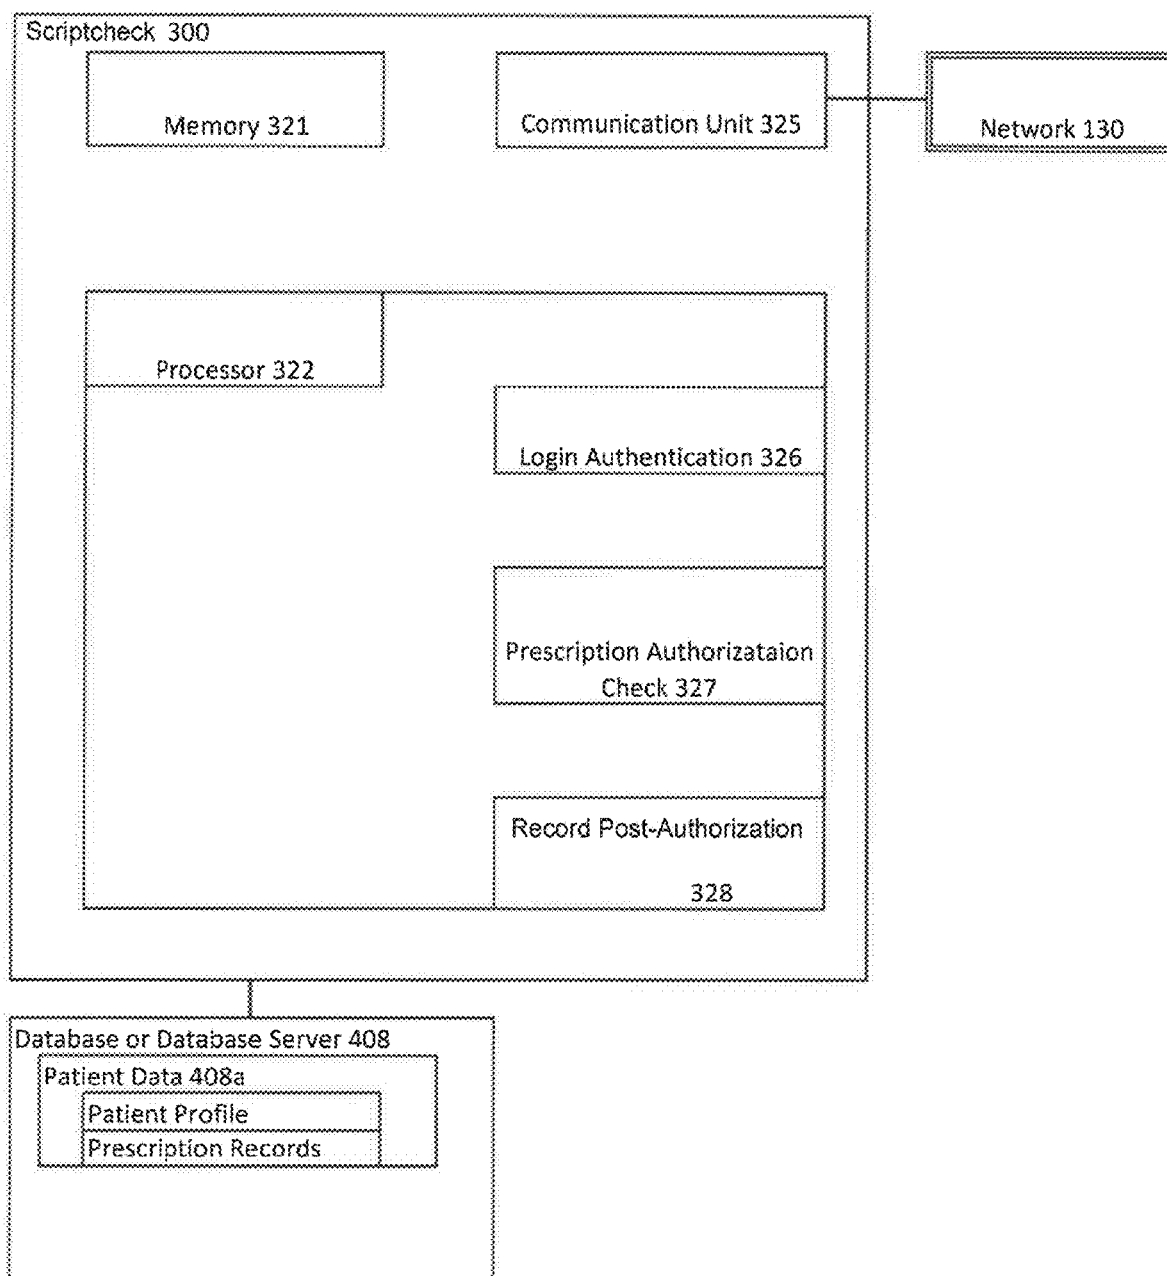 Scriptcheck 300
Memory 321
Communication Unit 325
Network 130
Processor 322
Login Authentication 326
Prescription Authorizataion
Check 327
Record Post-Authorization
328
Database or Database Server 408
Patient Data 408a
Patient Profile
Prescription Records